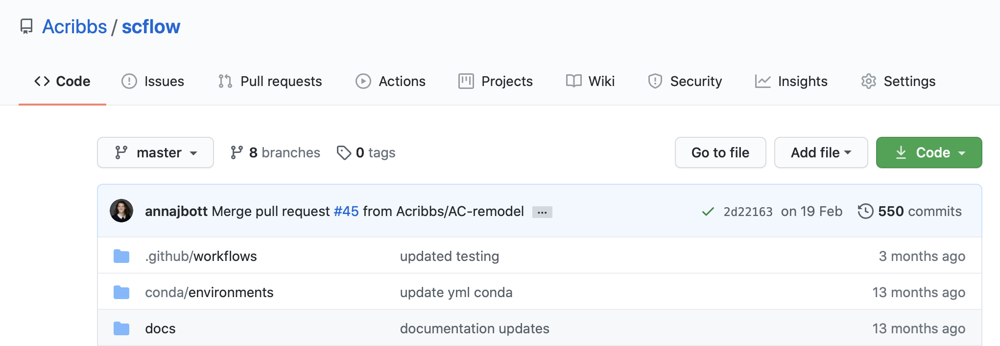 Acribbs / scflow
Code Issues Pull requests Actions Projects Wiki Security Insights Settings
master 8 branches 0 tags Go to file Add file Code
annajbott Merge pull request #45 from Acribbs/AC-remodel ... 2d22163 on 19 Feb 550 commits
.github/workflows updated testing 3 months ago
conda/environments update yml conda 13 months ago
docs documentation updates 13 months ago